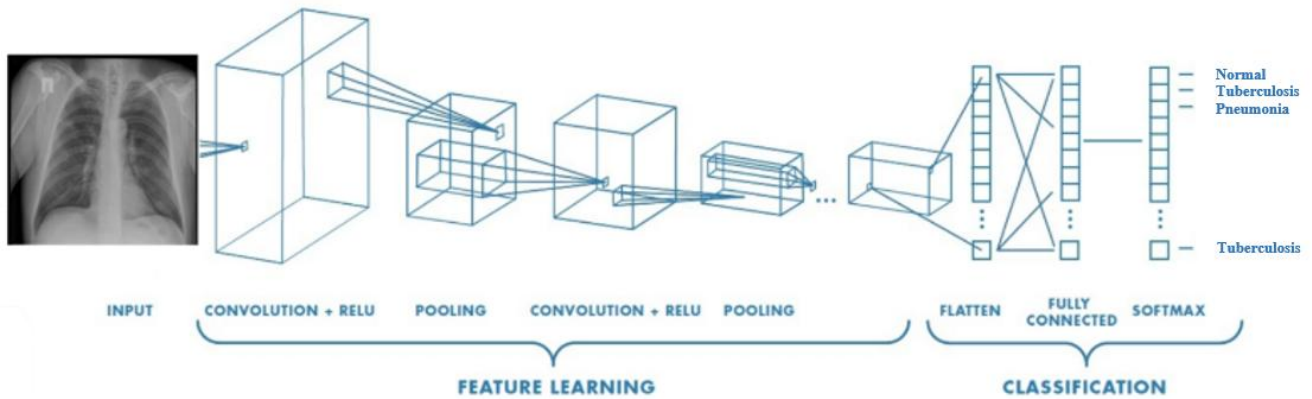 Normal
Tuberculosis
Pneumonia
...
Tuberculosis
INPUT
CONVOLUTION + RELU
POOLING
CONVOLUTION + RELU
POOLING
FLATTEN
FULLY
CONNECTED
SOFTMAX
FEATURE LEARNING
CLASSIFICATION